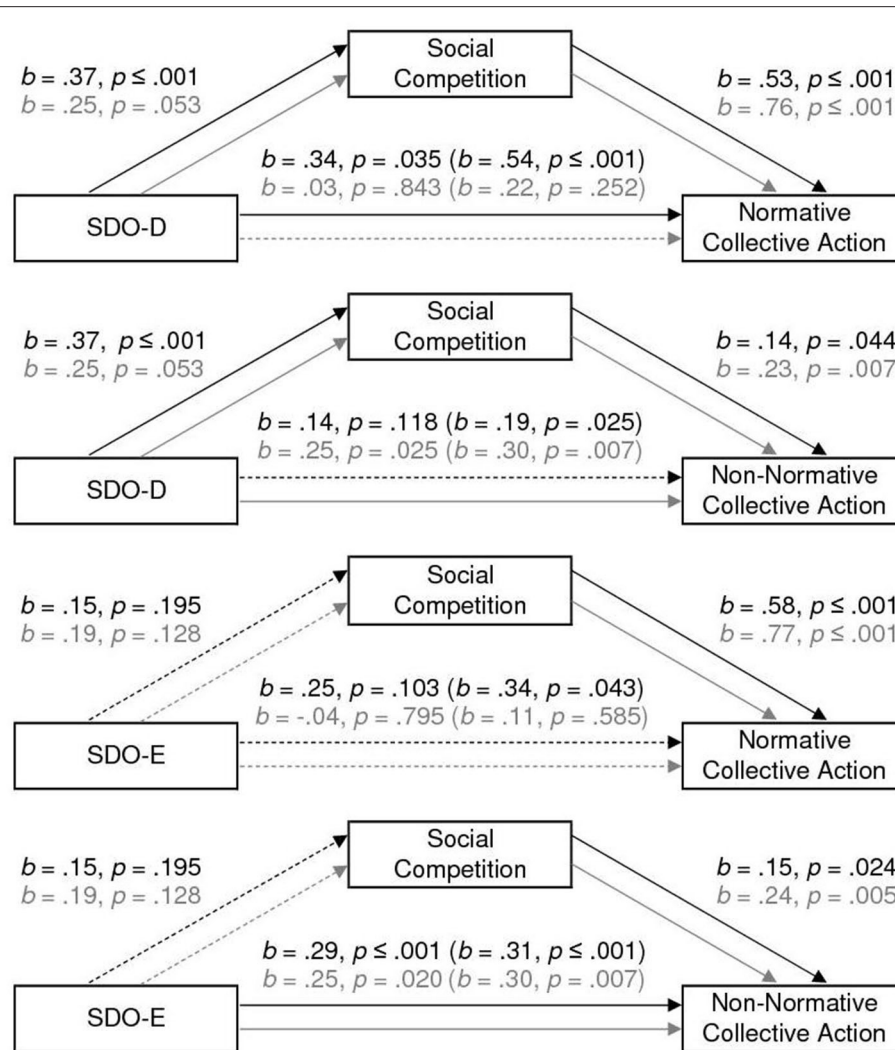 Social
Competition
b = .37, p ≤ .001
b = .25, p = .053
b = .53, p ≤ .001
b = .76, p ≤ .001
b = .34, p = .035 (b = .54, p ≤ .001)
b = .03, p = .843 (b = .22, p = .252)
SDO-D
Normative
Collective Action
Social
Competition
b = .37, p ≤ .001
b = .25, p = .053
b = .14, p = .044
b = .23, p = .007
b = .14, p = .118 (b = .19, p = .025)
b = .25, p = .025 (b = .30, p = .007)
SDO-D
Non-Normative
Collective Action
Social
Competition
b = .15, p = .195
b = .19, p = .128
b = .58, p ≤ .001
b = .77, p ≤ .001
b = .25, p = .103 (b = .34, p = .043)
b = -.04, p = .795 (b = .11, p = .585)
SDO-E
Normative
Collective Action
Social
Competition
b = .15, p = .195
b = .19, p = .128
b = .15, p = .024
b = .24, p = .005
b = .29, p ≤ .001 (b = .31, p ≤ .001)
b = .25, p = .020 (b = .30, p = .007)
SDO-E
Non-Normative
Collective Action